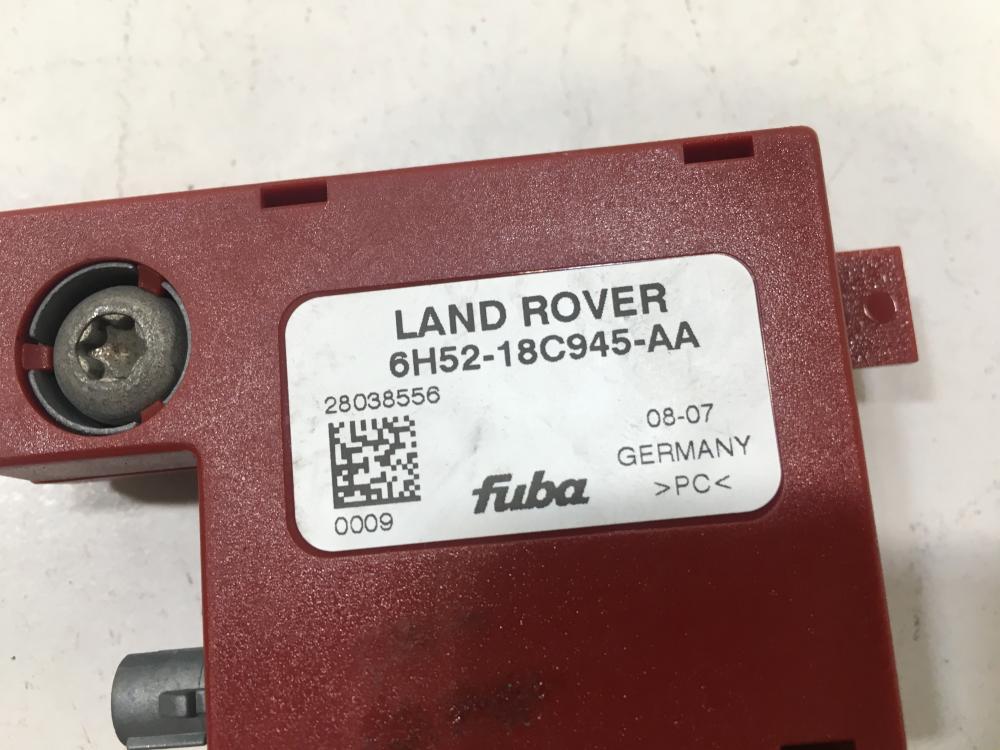 LAND ROVER
6H52-18C945-AA
28038556
08-07
GERMANY
>PC<
fuba
0009